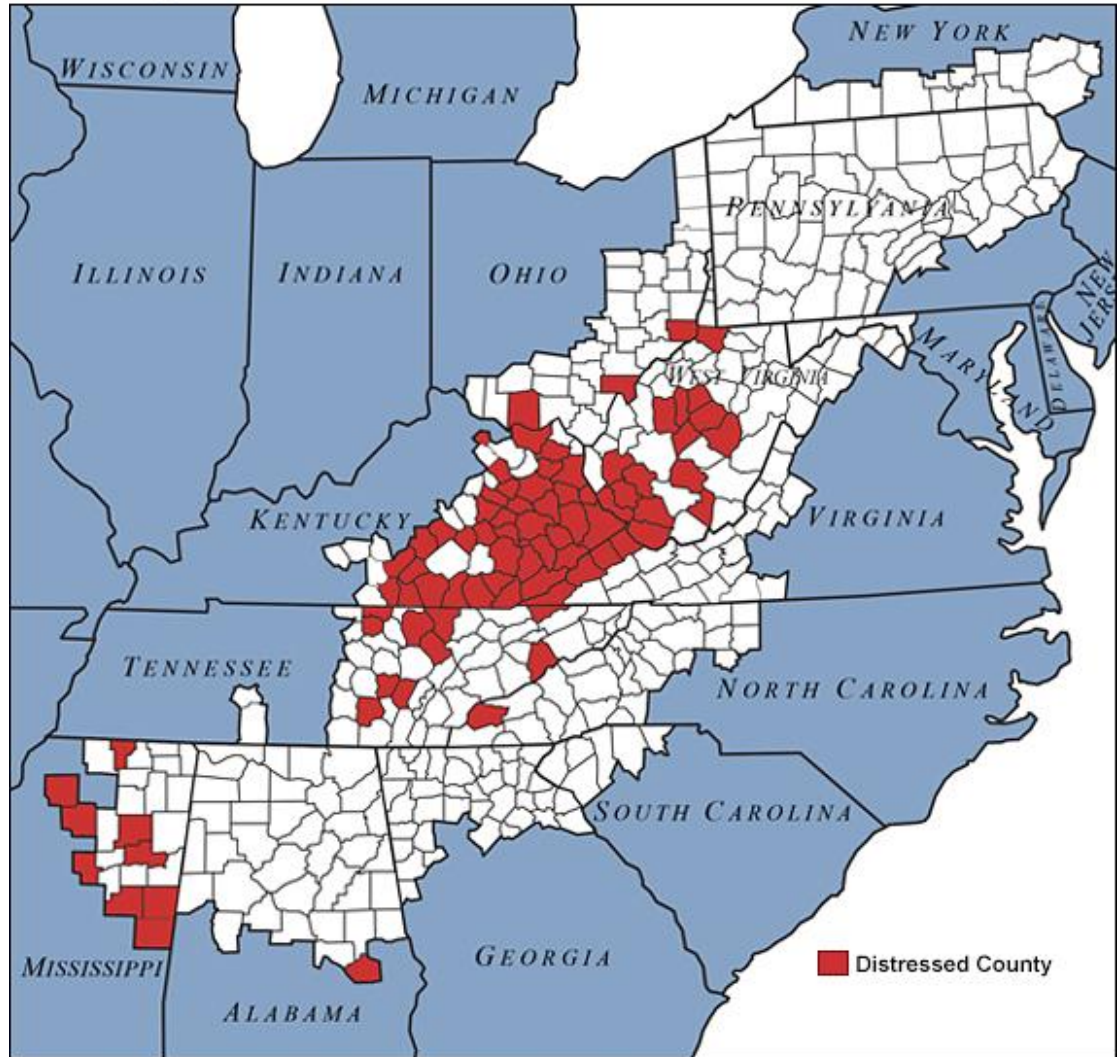 NEW YORK
WISCONSIN
MICHIGAN
PENNSYLVANIA
ILLINOIS
INDIANA
OHIO
NEW
JERS
MARYLAND
DELAWARE
WEST VIRGINIA
KENTUCKY
VIRGINIA
TENNESSEE
NORTH CAROLINA
SOUTH CAROLINA
MISSISSIPPI
GEORGIA
Distressed County
ALABAMA